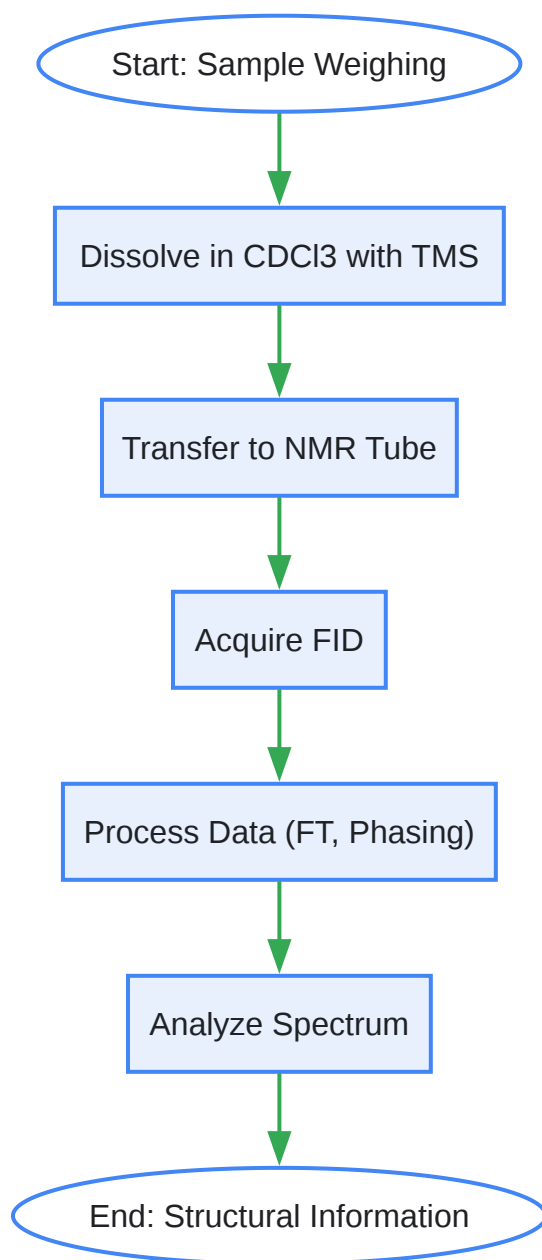 Start: Sample Weighing
Dissolve in CDCl3 with TMS
Transfer to NMR Tube
Acquire FID
Process Data (FT, Phasing)
Analyze Spectrum
End: Structural Information